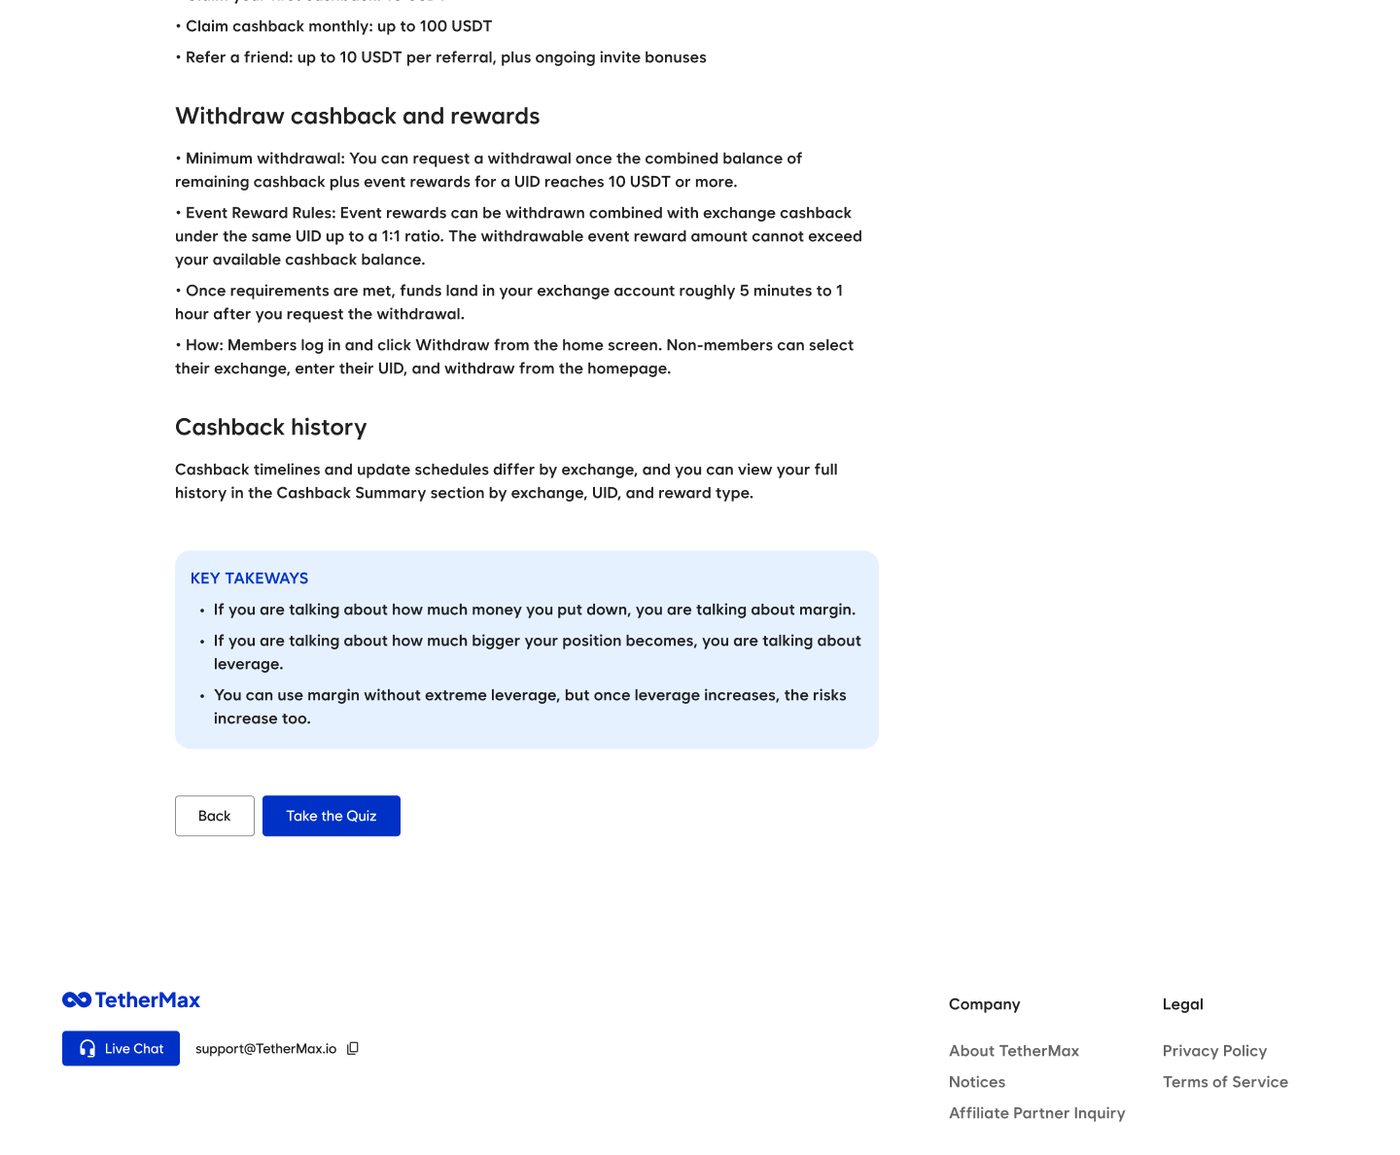 • Claim cashback monthly: up to 100 USDT
• Refer a friend: up to 10 USDT per referral, plus ongoing invite bonuses
Withdraw cashback and rewards
• Minimum withdrawal: You can request a withdrawal once the combined balance of
remaining cashback plus event rewards for a UID reaches 10 USDT or more.
• Event Reward Rules: Event rewards can be withdrawn combined with exchange cashback
under the same UID up to a 1:1 ratio. The withdrawable event reward amount cannot exceed
your available cashback balance.
• Once requirements are met, funds land in your exchange account roughly 5 minutes to 1
hour after you request the withdrawal.
• How: Members log in and click Withdraw from the home screen. Non-members can select
their exchange, enter their UID, and withdraw from the homepage.
Cashback history
Cashback timelines and update schedules differ by exchange, and you can view your full
history in the Cashback Summary section by exchange, UID, and reward type.
KEY TAKEWAYS
• If you are talking about how much money you put down, you are talking about margin.
• If you are talking about how much bigger your position becomes, you are talking about
leverage.
• You can use margin without extreme leverage, but once leverage increases, the risks
increase too.
Back
Take the Quiz
TetherMax
Live Chat
support@TetherMax.io
Company
About TetherMax
Notices
Affiliate Partner Inquiry
Legal
Privacy Policy
Terms of Service